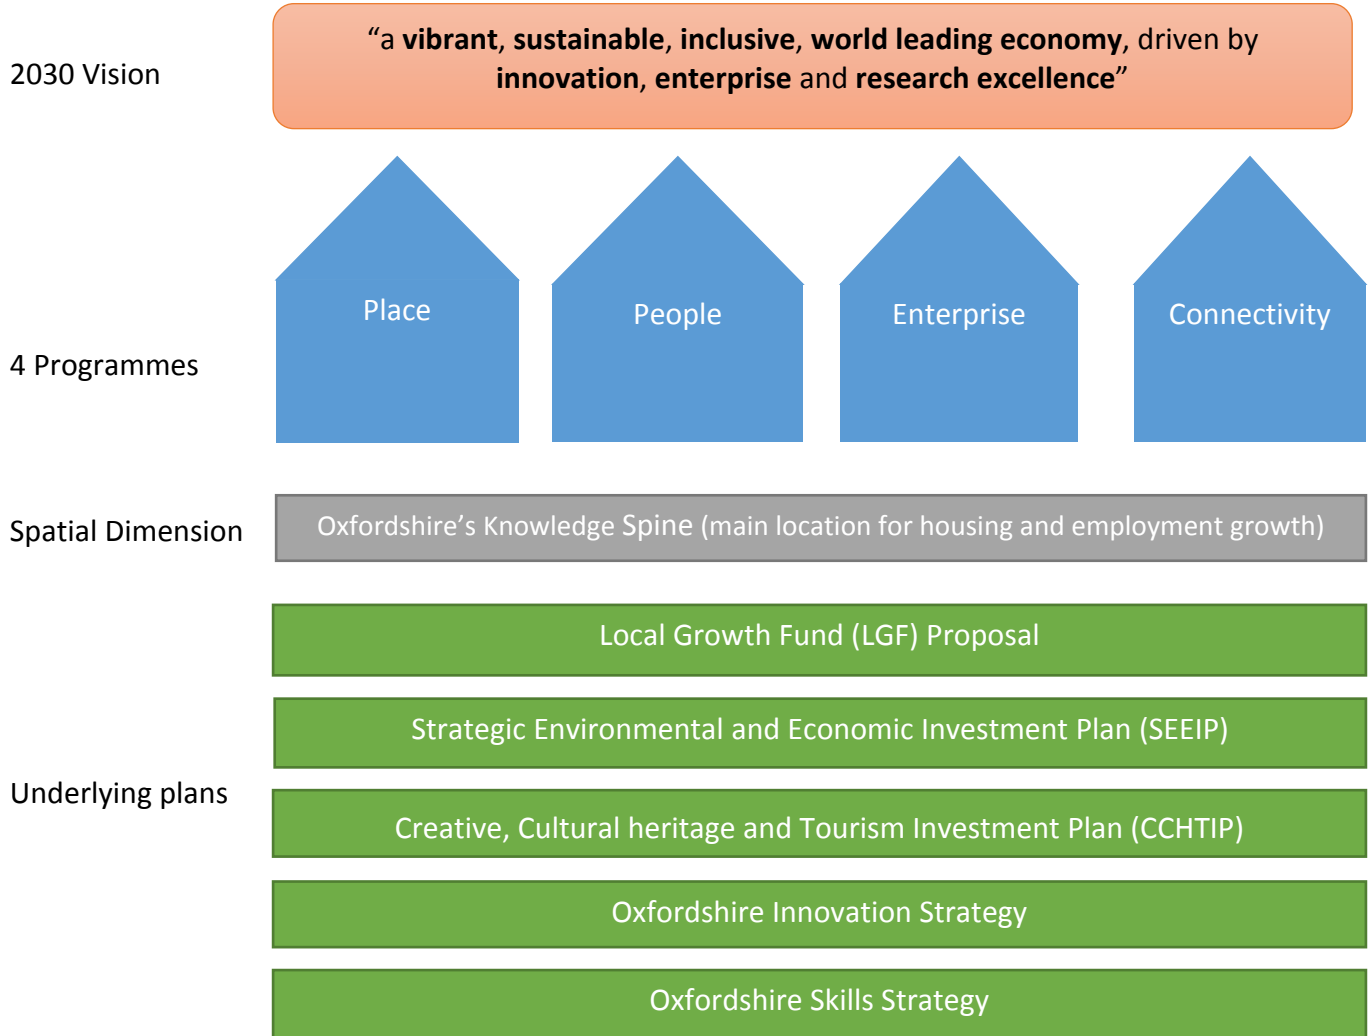 2030 Vision
“a vibrant, sustainable, inclusive, world leading economy, driven by
innovation, enterprise and research excellence”
4 Programmes
Place
People
Enterprise
Connectivity
Spatial Dimension
Oxfordshire’s Knowledge Spine (main location for housing and employment growth)
Underlying plans
Local Growth Fund (LGF) Proposal
Strategic Environmental and Economic Investment Plan (SEEIP)
Creative, Cultural heritage and Tourism Investment Plan (CCHTIP)
Oxfordshire Innovation Strategy
Oxfordshire Skills Strategy